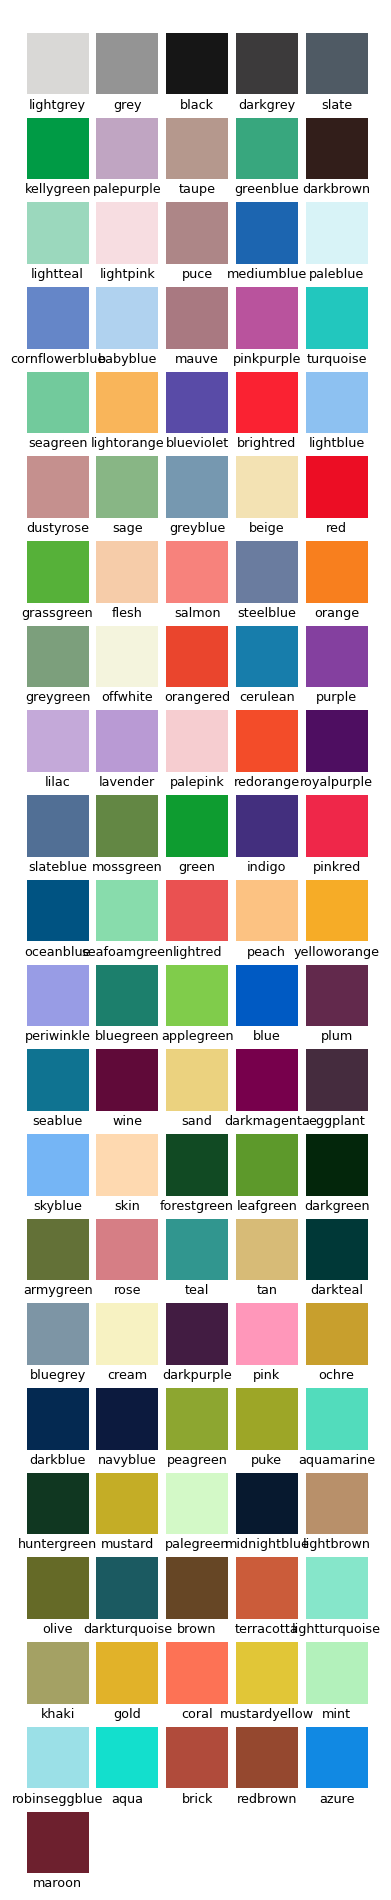 lightgrey grey black darkgrey slate
kellygreen palepurple taupe greenblue darkbrown
lightteal lightpink puce mediumblue paleblue
cornflowerblue babyblue mauve pinkpurple turquoise
seagreen lightorange blueviolet brightred lightblue
dustyrose sage greyblue beige red
grassgreen flesh salmon steelblue orange
greygreen offwhite orangered cerulean purple
lilac lavender palepink redorange royalpurple
slateblue mossgreen green indigo pinkred
oceanblue seafoamgreen lightred peach yelloworange
periwinkle bluegreen applegreen blue plum
seablue wine sand darkmagenta eggplant
skyblue skin forestgreen leafgreen darkgreen
armygreen rose teal tan darkteal
bluegrey cream darkpurple pink ochre
darkblue navyblue peagreen puke aquamarine
huntergreen mustard palegreen midnightblue lightbrown
olive darkturquoise brown terracotta lightturquoise
khaki gold coral mustardyellow mint
robinseggblue aqua brick redbrown azure
maroon